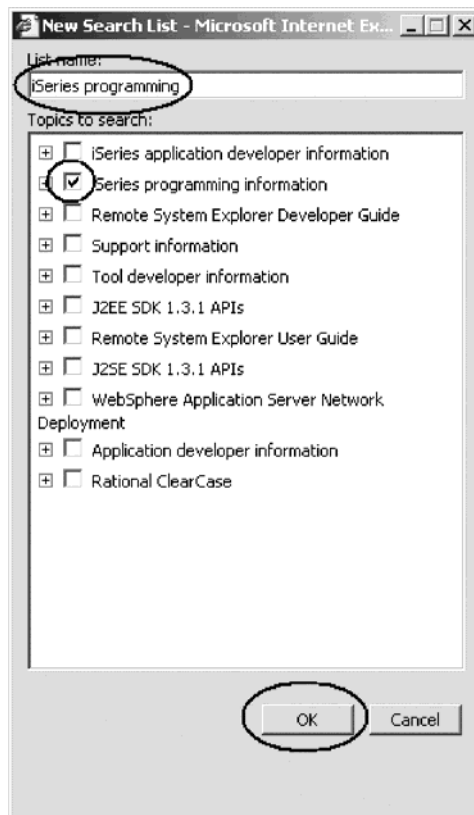 New Search List - Microsoft Internet Ex...
List name:
iSeries programming
Topics to search:
iSeries application developer information
iSeries programming information
Remote System Explorer Developer Guide
Support information
Tool developer information
J2EE SDK 1.3.1 APIs
Remote System Explorer User Guide
J2SE SDK 1.3.1 APIs
WebSphere Application Server Network
Deployment
Application developer information
Rational ClearCase
OK Cancel